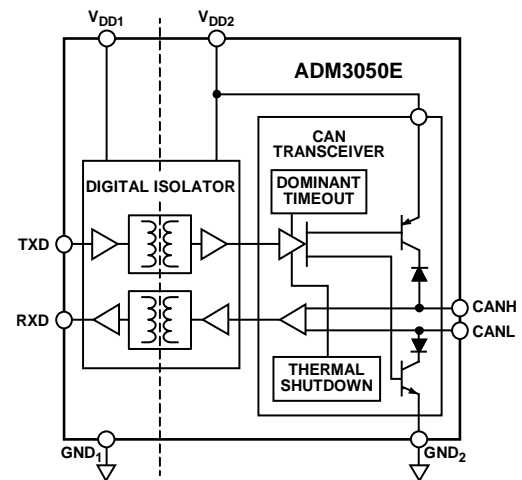 VDD1
VDD2
ADM3050E
CAN
TRANSCEIVER
DIGITAL ISOLATOR
DOMINANT
TIMEOUT
TXD
RXD
CANH
CANL
THERMAL
SHUTDOWN
GND1
GND2